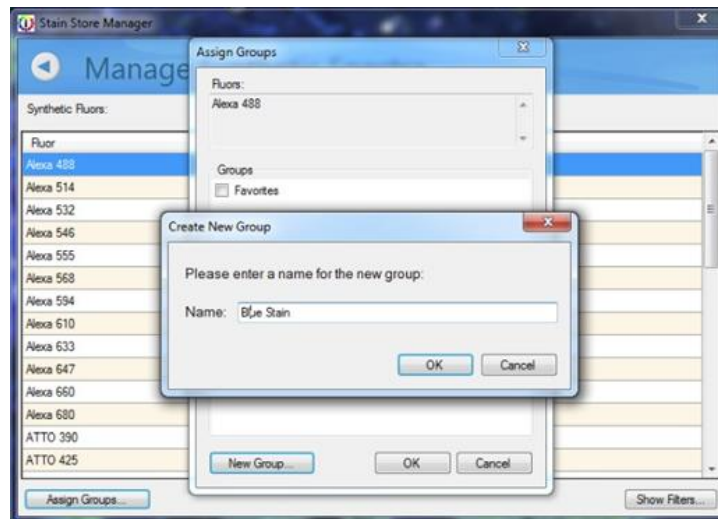 Stain Store Manager
Manage
Synthetic Fluors:
Fluor
Alexa 488
Alexa 514
Alexa 532
Alexa 546
Alexa 555
Alexa 568
Alexa 594
Alexa 610
Alexa 633
Alexa 647
Alexa 660
Alexa 680
ATTO 390
ATTO 425
Assign Groups...
Show Filters...
Assign Groups
Fluors:
Alexa 488
Groups
Favorites
New Group...
OK
Cancel
Create New Group
Please enter a name for the new group:
Name: Blue Stain
OK
Cancel